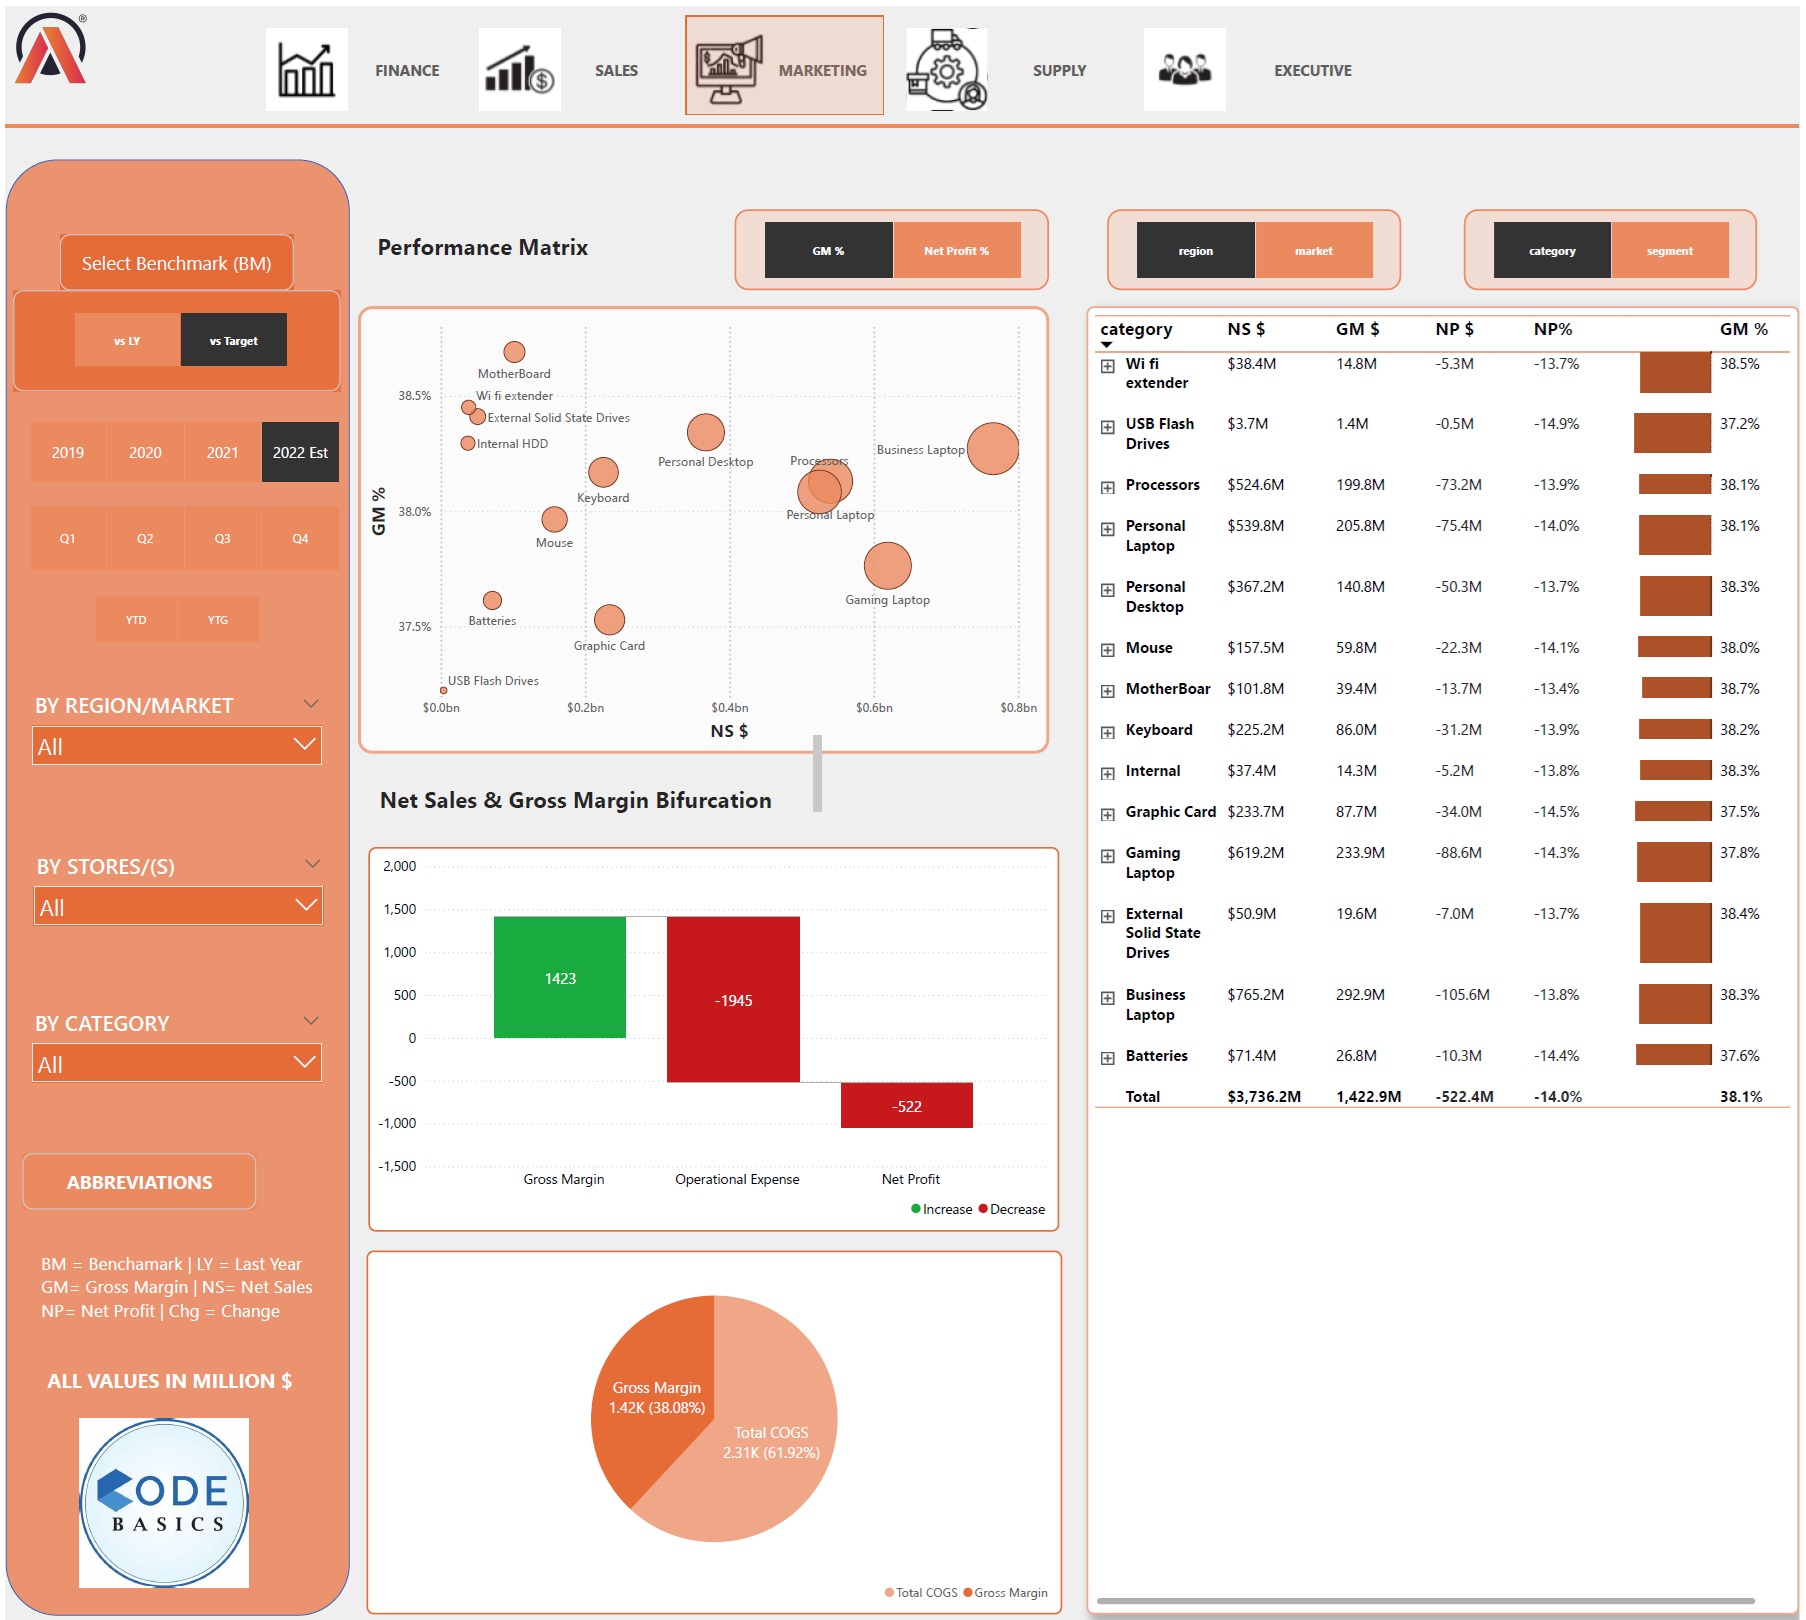 ®
FINANCE
SALES
MARKETING
SUPPLY
EXECUTIVE
Select Benchmark (BM)
vs LY
vs Target
2019
2020
2021
2022 Est
Q1
Q2
Q3
Q4
YTD
YTG
BY REGION/MARKET
All
BY STORES/(S)
All
BY CATEGORY
All
ABBREVIATIONS
BM = Benchamark | LY = Last Year
GM= Gross Margin | NS= Net Sales
NP= Net Profit | Chg = Change
ALL VALUES IN MILLION $
CODE
BASICS
Performance Matrix
GM %
Net Profit %
region
market
category
segment
MotherBoard
38.5%
Wi fi extender
External Solid State Drives
Internal HDD
Personal Desktop
Business Laptop
Processors
Keyboard
GM %
38.0%
Personal Laptop
Mouse
Gaming Laptop
Batteries
37.5%
Graphic Card
USB Flash Drives
$0.0bn
$0.2bn
$0.4bn
$0.6bn
$0.8bn
NS $
Net Sales & Gross Margin Bifurcation
2,000
1,500
1,000
500
0
-500
-1,000
-1,500
1423
-1945
-522
Gross Margin
Operational Expense
Net Profit
Increase
Decrease
Gross Margin
1.42K (38.08%)
Total COGS
2.31K (61.92%)
Total COGS
Gross Margin
category NS $ GM $ NP $ NP% GM %
Wi fi $38.4M 14.8M -5.3M -13.7% 38.5%
extender
USB Flash $3.7M 1.4M -0.5M -14.9% 37.2%
Drives
Processors $524.6M 199.8M -73.2M -13.9% 38.1%
Personal $539.8M 205.8M -75.4M -14.0% 38.1%
Laptop
Personal $367.2M 140.8M -50.3M -13.7% 38.3%
Desktop
Mouse $157.5M 59.8M -22.3M -14.1% 38.0%
MotherBoar $101.8M 39.4M -13.7M -13.4% 38.7%
Keyboard $225.2M 86.0M -31.2M -13.9% 38.2%
Internal $37.4M 14.3M -5.2M -13.8% 38.3%
Graphic Card $233.7M 87.7M -34.0M -14.5% 37.5%
Gaming $619.2M 233.9M -88.6M -14.3% 37.8%
Laptop
External $50.9M 19.6M -7.0M -13.7% 38.4%
Solid State
Drives
Business $765.2M 292.9M -105.6M -13.8% 38.3%
Laptop
Batteries $71.4M 26.8M -10.3M -14.4% 37.6%
Total $3,736.2M 1,422.9M -522.4M -14.0% 38.1%